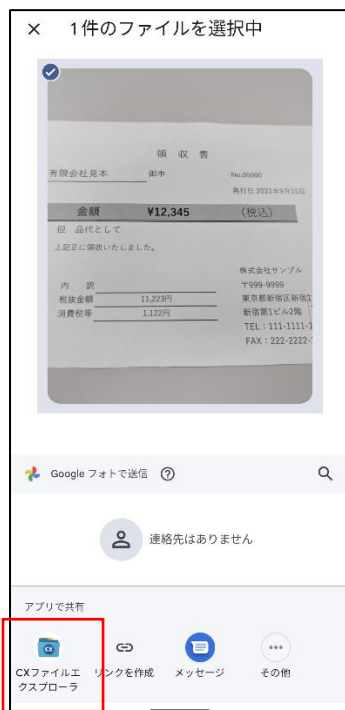 × 1件のファイルを選択中
領 収 書
有限会社見本 御中 No.00000
発行日 2021年9月15日
金額 ¥12,345 (税込)
但 品代として
上記正に領収いたしました。
株式会社サンプル
内 訳 〒999-9999
税抜金額 11,223円 東京都新宿区新宿
消費税等 1,122円 新宿第1ビル2階
TEL:111-1111-
FAX:222-2222-
Google フォトで送信 ?
連絡先はありません
アプリで共有
CX
CXファイルエ
クスプローラ
リンクを作成
メッセージ
その他